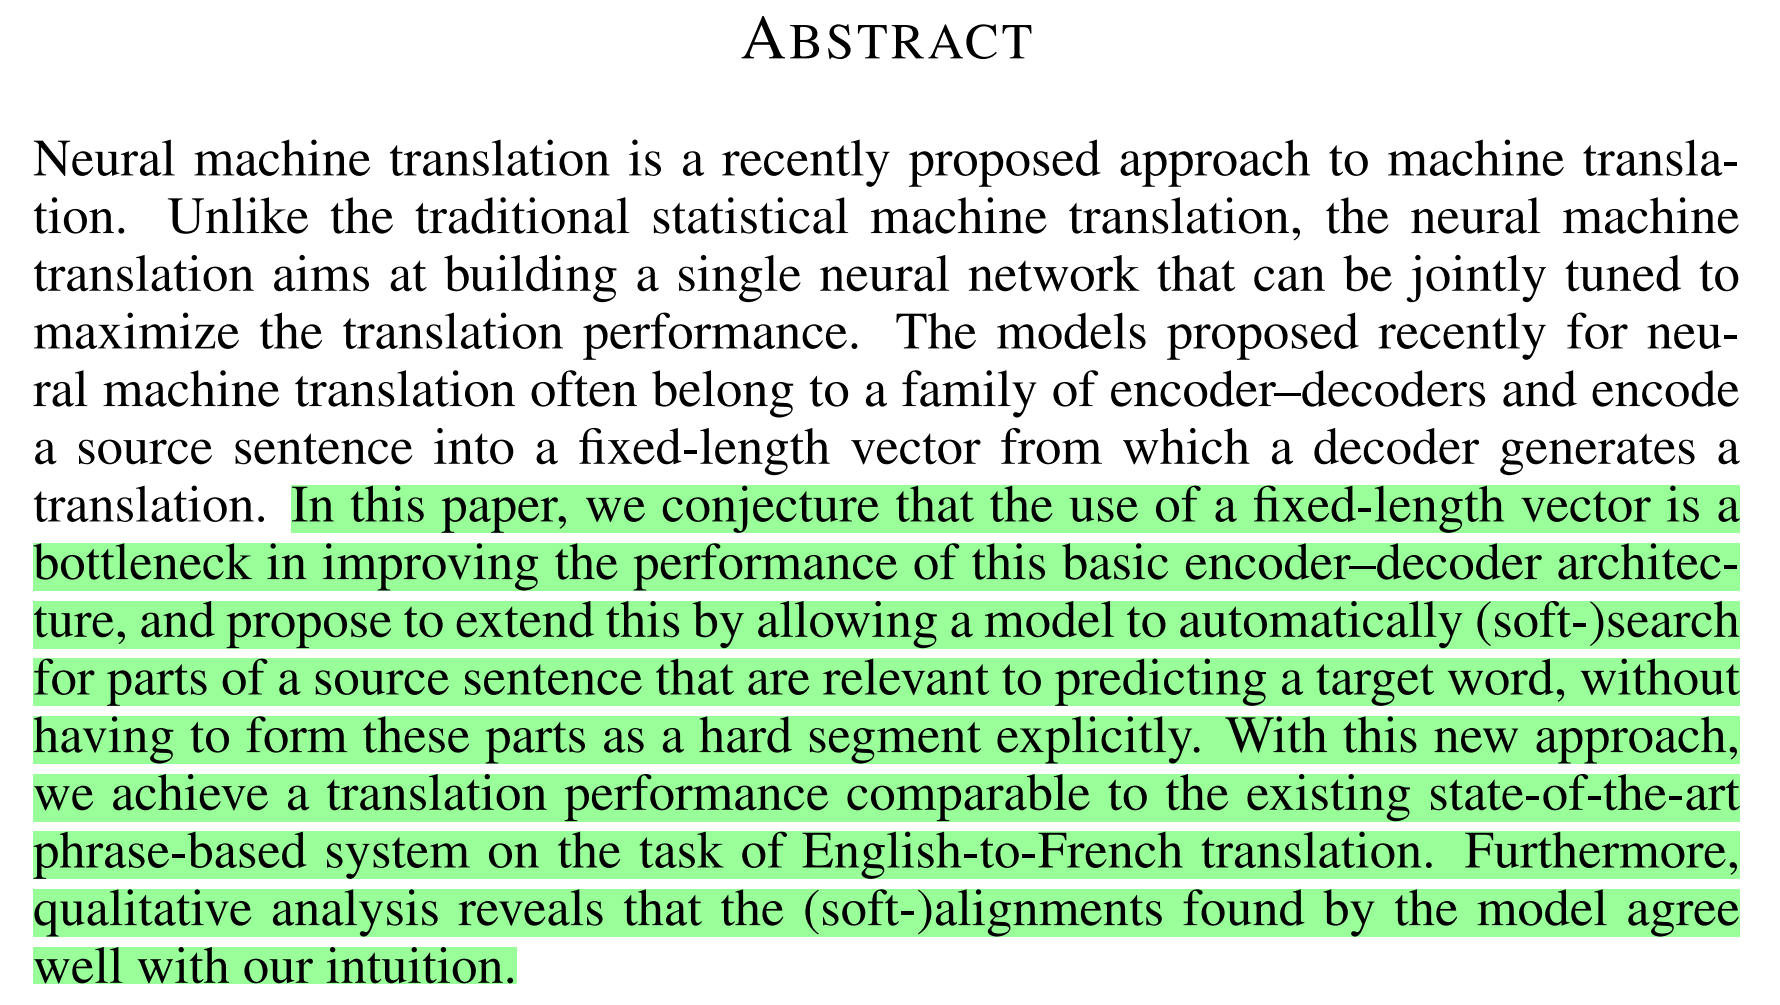 ABSTRACT
Neural machine translation is a recently proposed approach to machine transla-
tion. Unlike the traditional statistical machine translation, the neural machine
translation aims at building a single neural network that can be jointly tuned to
maximize the translation performance. The models proposed recently for neu-
ral machine translation often belong to a family of encoder–decoders and encode
a source sentence into a fixed-length vector from which a decoder generates a
translation. In this paper, we conjecture that the use of a fixed-length vector is a
bottleneck in improving the performance of this basic encoder–decoder architec-
ture, and propose to extend this by allowing a model to automatically (soft-)search
for parts of a source sentence that are relevant to predicting a target word, without
having to form these parts as a hard segment explicitly. With this new approach,
we achieve a translation performance comparable to the existing state-of-the-art
phrase-based system on the task of English-to-French translation. Furthermore,
qualitative analysis reveals that the (soft-)alignments found by the model agree
well with our intuition.